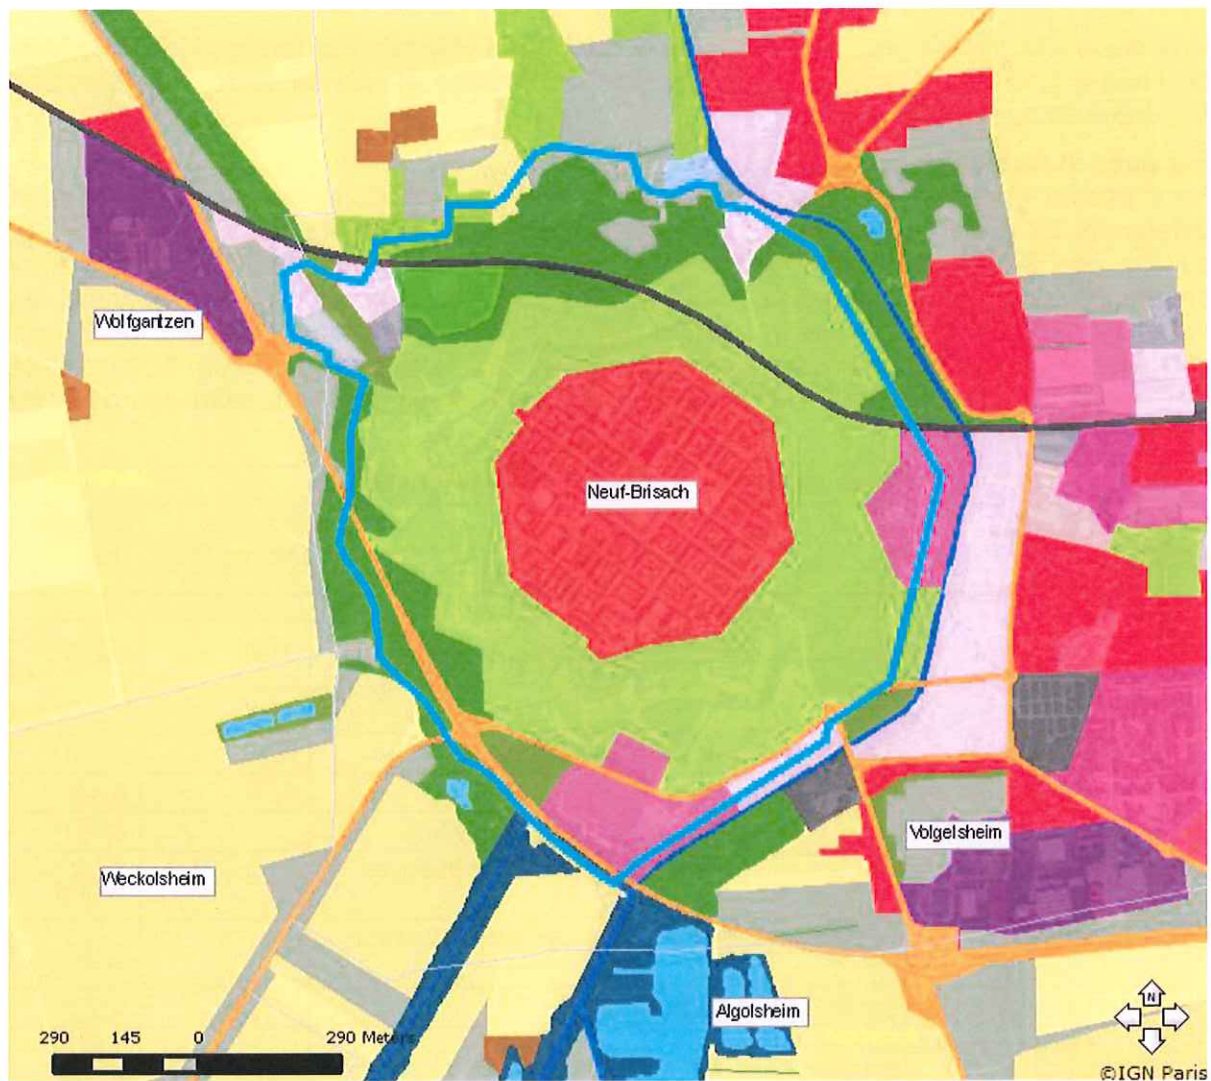 Wolfgantzen
Neuf-Brisach
Volgelsheim
Weckolsheim
Algolsheim
290 145 0 290 Meters
N
©IGN Paris